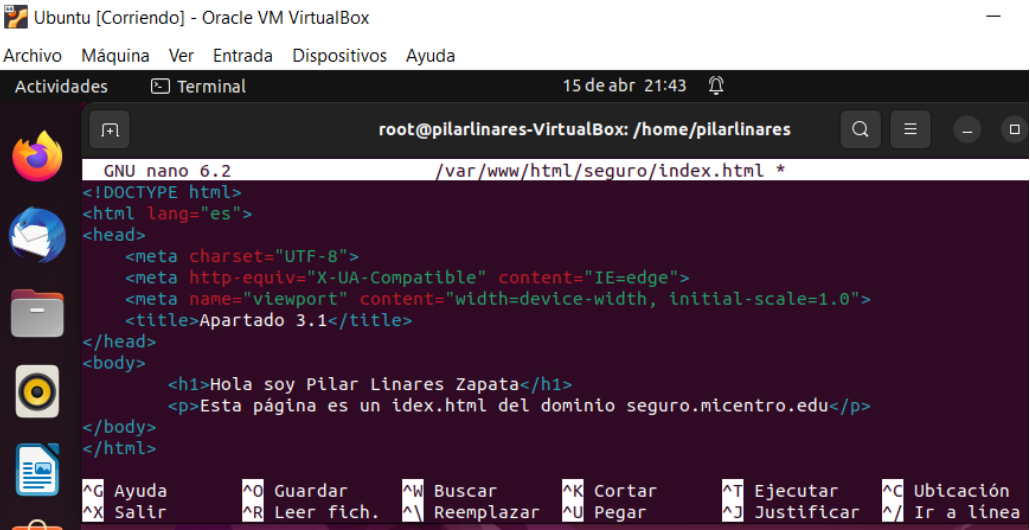 Ubuntu [Corriendo] - Oracle VM VirtualBox
Archivo Máquina Ver Entrada Dispositivos Ayuda
Actividades Terminal 15 de abr 21:43
root@pilarlinares-VirtualBox: /home/pilarlinares
GNU nano 6.2 /var/www/html/seguro/index.html *
<!DOCTYPE html>
<html lang="es">
<head>
    <meta charset="UTF-8">
    <meta http-equiv="X-UA-Compatible" content="IE=edge">
    <meta name="viewport" content="width=device-width, initial-scale=1.0">
    <title>Apartado 3.1</title>
</head>
<body>
        <h1>Hola soy Pilar Linares Zapata</h1>
        <p>Esta página es un idex.html del dominio seguro.micentro.edu</p>
</body>
</html>
^G Ayuda ^O Guardar ^W Buscar ^K Cortar ^T Ejecutar ^C Ubicación
^X Salir ^R Leer fich. ^\ Reemplazar ^U Pegar ^J Justificar ^/ Ir a línea